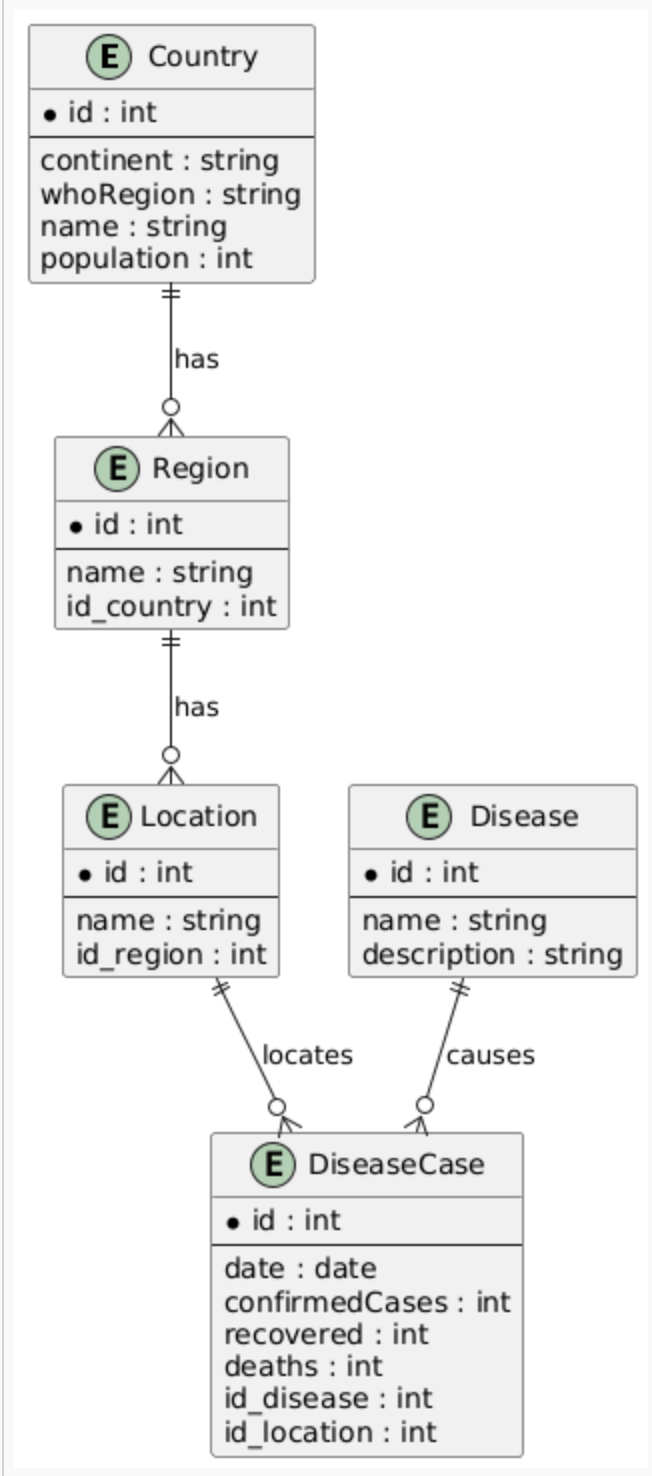 E Country
id : int
continent : string
whoRegion : string
name : string
population : int
has
E Region
id : int
name : string
id_country : int
has
E Location
id : int
name : string
id_region : int
E Disease
id : int
name : string
description : string
locates
causes
E DiseaseCase
id : int
date : date
confirmedCases : int
recovered : int
deaths : int
id_disease : int
id_location : int